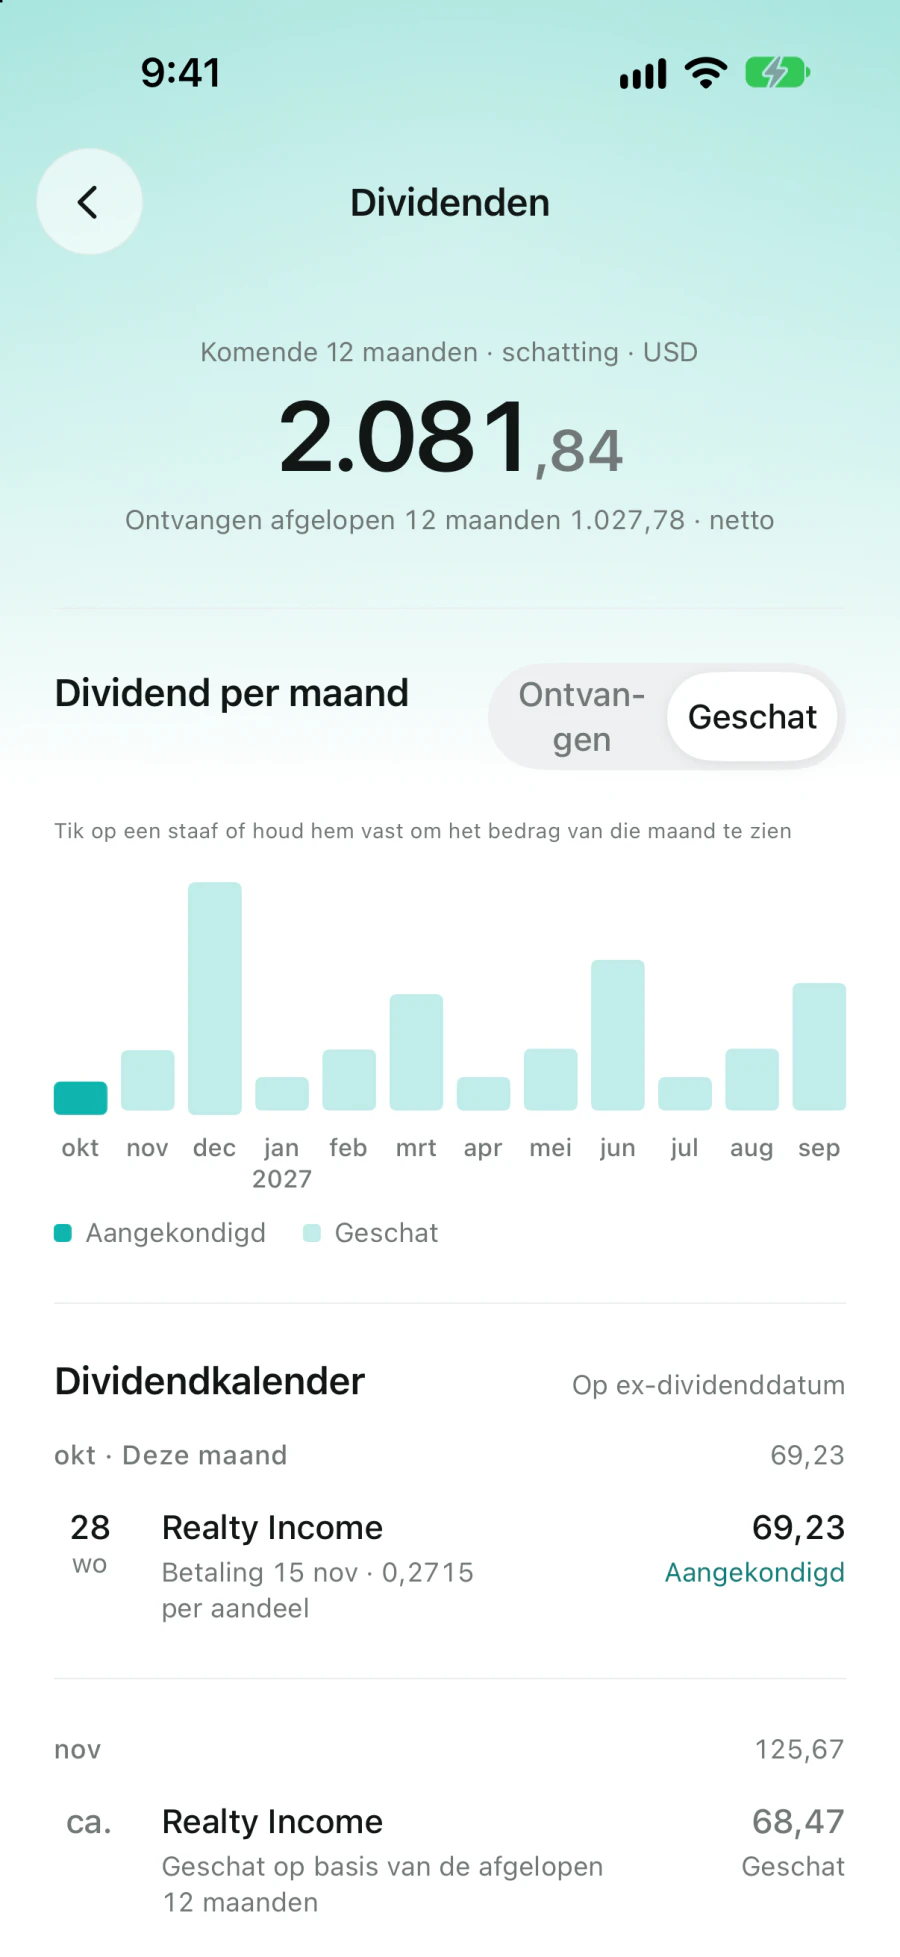 9:41
Dividenden
Komende 12 maanden · schatting · USD
2.081,84
Ontvangen afgelopen 12 maanden 1.027,78 · netto
Dividend per maand
Ontvan-
gen
Geschat
Tik op een staaf of houd hem vast om het bedrag van die maand te zien
okt nov dec jan feb mrt apr mei jun jul aug sep
2027
Aangekondigd Geschat
Dividendkalender Op ex-dividenddatum
okt · Deze maand 69,23
28 Realty Income 69,23
wo Betaling 15 nov · 0,2715 Aangekondigd
per aandeel
nov 125,67
ca. Realty Income 68,47
Geschat op basis van de afgelopen Geschat
12 maanden